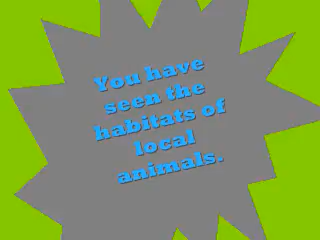 You have
seen the
habitats of
local
animals.